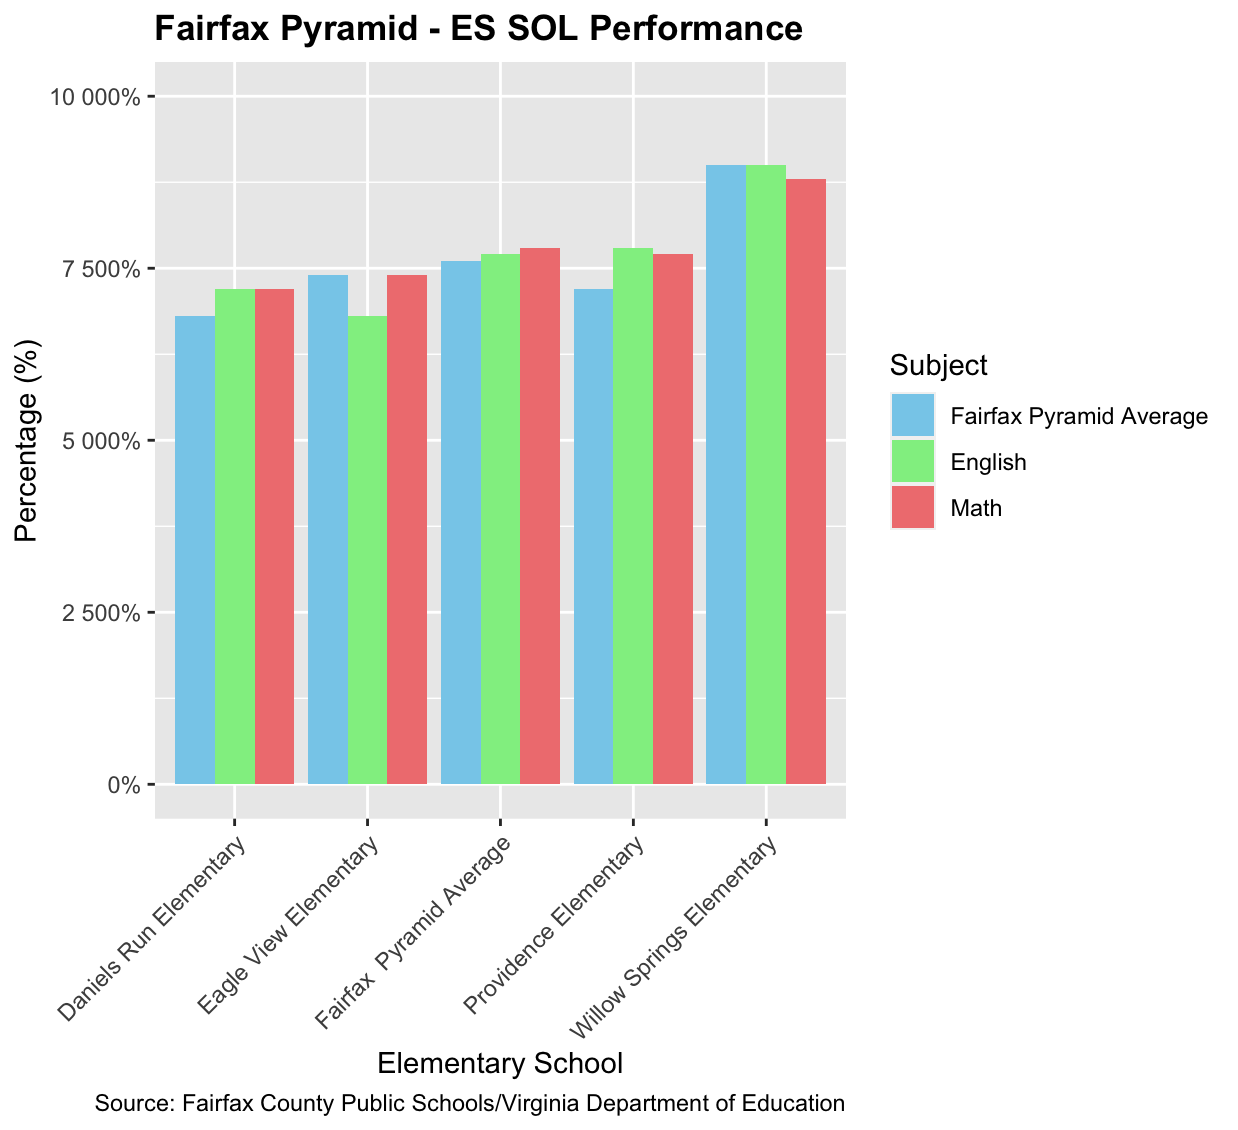 Fairfax Pyramid - ES SOL Performance
10 000%
7 500%
5 000%
2 500%
0%
Percentage (%)
Daniels Run Elementary
Eagle View Elementary
Fairfax  Pyramid Average
Providence Elementary
Willow Springs Elementary
Elementary School
Subject
Fairfax Pyramid Average
English
Math
Source: Fairfax County Public Schools/Virginia Department of Education